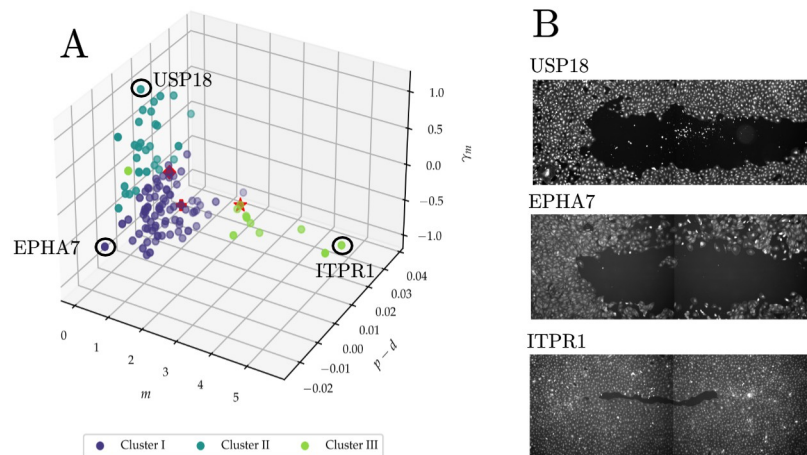 A
USP18
EPHA7
ITPR1
1.0
0.5
0.0
−0.5
−1.0
γm
0.04
0.03
0.02
0.01
0.00
−0.01
−0.02
p − d
0
1
2
3
4
5
m
Cluster I
Cluster II
Cluster III
B
USP18
EPHA7
ITPR1